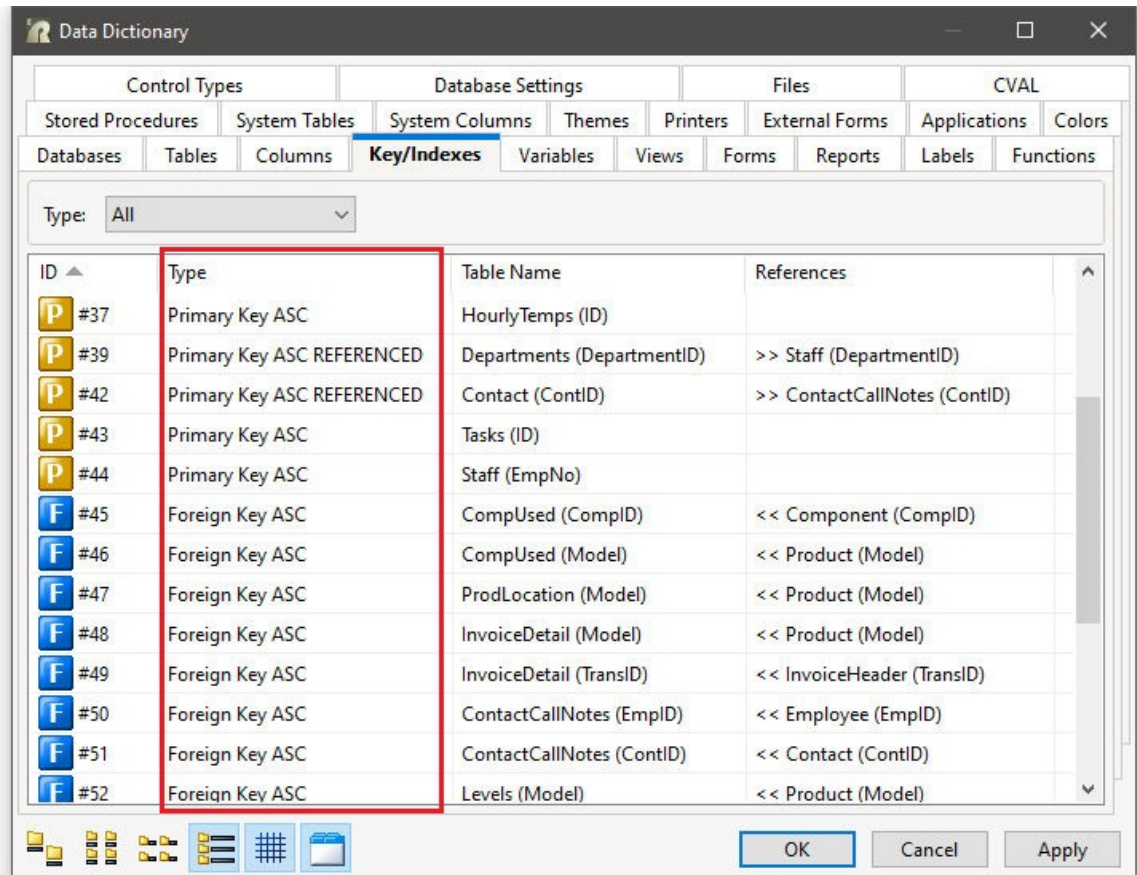 Data Dictionary
Control Types Database Settings Files CVAL
Stored Procedures System Tables System Columns Themes Printers External Forms Applications Colors
Databases Tables Columns Key/Indexes Variables Views Forms Reports Labels Functions
Type: All
ID Type Table Name References
P #37 Primary Key ASC HourlyTemps (ID)
P #39 Primary Key ASC REFERENCED Departments (DepartmentID) >> Staff (DepartmentID)
P #42 Primary Key ASC REFERENCED Contact (ContID) >> ContactCallNotes (ContID)
P #43 Primary Key ASC Tasks (ID)
P #44 Primary Key ASC Staff (EmpNo)
F #45 Foreign Key ASC CompUsed (CompID) << Component (CompID)
F #46 Foreign Key ASC CompUsed (Model) << Product (Model)
F #47 Foreign Key ASC ProdLocation (Model) << Product (Model)
F #48 Foreign Key ASC InvoiceDetail (Model) << Product (Model)
F #49 Foreign Key ASC InvoiceDetail (TransID) << InvoiceHeader (TransID)
F #50 Foreign Key ASC ContactCallNotes (EmpID) << Employee (EmpID)
F #51 Foreign Key ASC ContactCallNotes (ContID) << Contact (ContID)
F #52 Foreign Key ASC Levels (Model) << Product (Model)
OK Cancel Apply